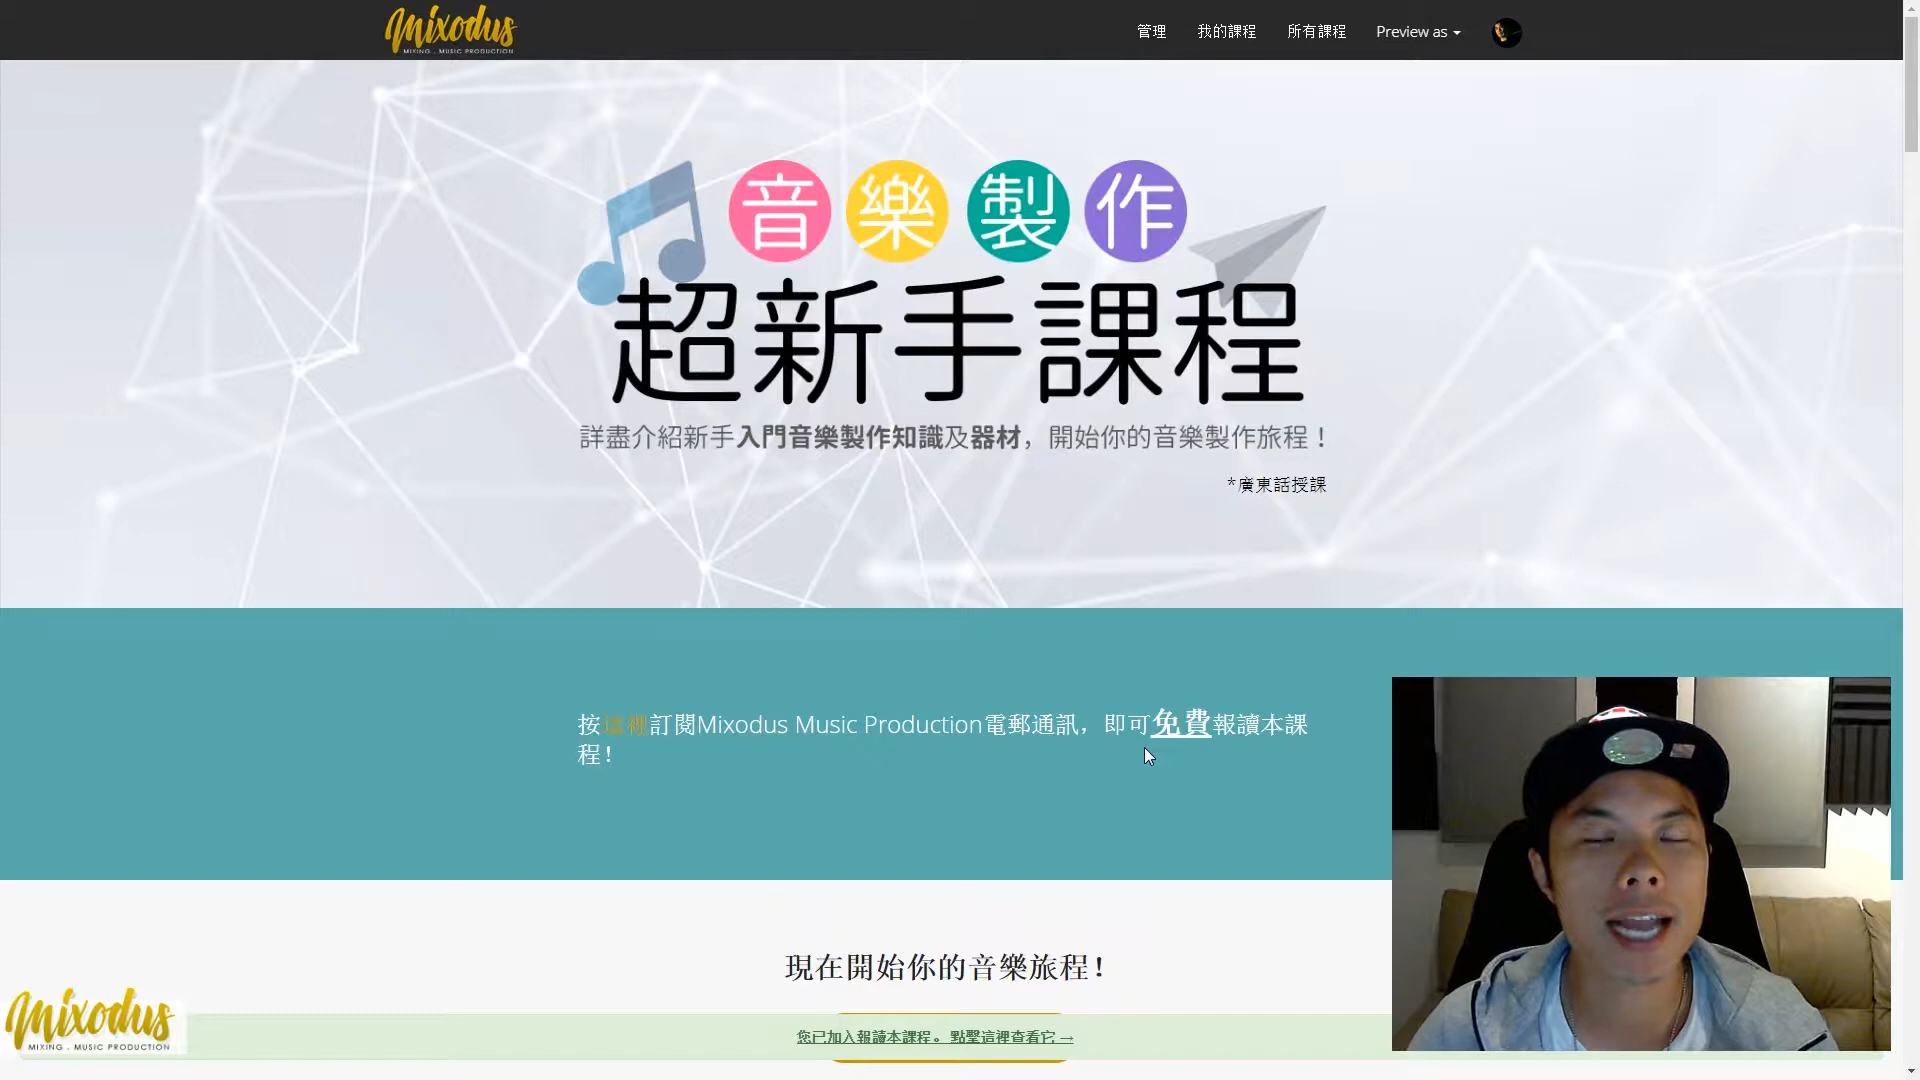 Mixodus
MIXING . MUSIC PRODUCTION
管理
我的課程
所有課程
Preview as
音樂製作
超新手課程
詳盡介紹新手入門音樂製作知識及器材，開始你的音樂製作旅程！
*廣東話授課
按這裡訂閱Mixodus Music Production電郵通訊，即可免費報讀本課
程！
現在開始你的音樂旅程！
您已加入報讀本課程。 點擊這裡查看它 →
Mixodus
MIXING . MUSIC PRODUCTION